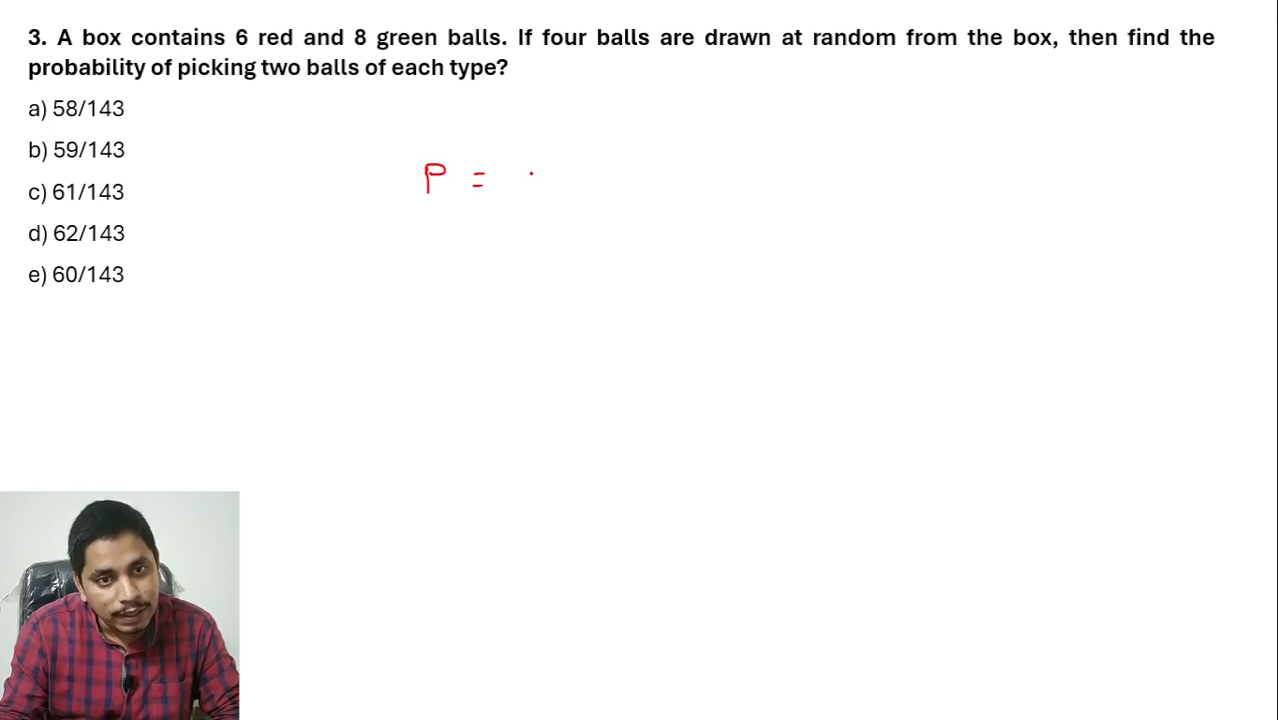 3. A box contains 6 red and 8 green balls. If four balls are drawn at random from the box, then find the
probability of picking two balls of each type?
a) 58/143
b) 59/143
c) 61/143
d) 62/143
e) 60/143
P =